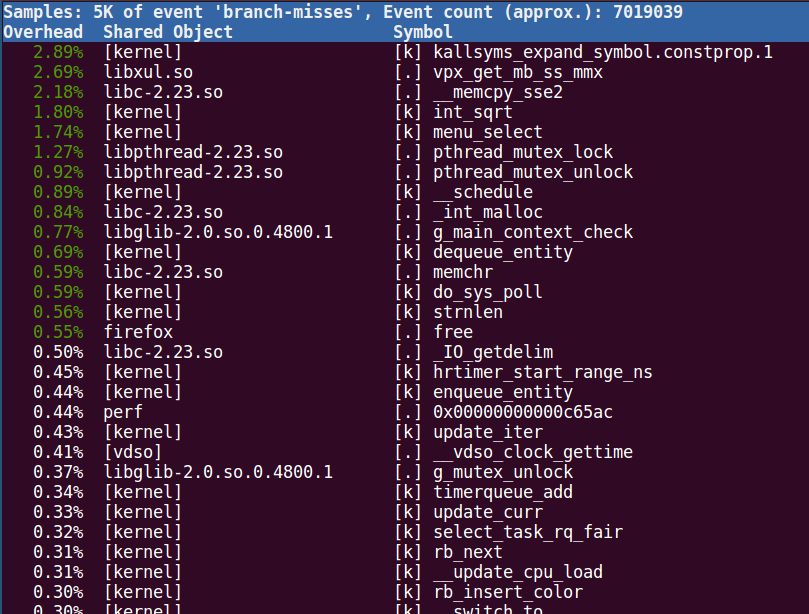 Samples: 5K of event 'branch-misses', Event count (approx.): 7019039
Overhead  Shared Object                Symbol
   2.89%  [kernel]                     [k] kallsyms_expand_symbol.constprop.1
   2.69%  libxul.so                    [.] vpx_get_mb_ss_mmx
   2.18%  libc-2.23.so                 [.] __memcpy_sse2
   1.80%  [kernel]                     [k] int_sqrt
   1.74%  [kernel]                     [k] menu_select
   1.27%  libpthread-2.23.so           [.] pthread_mutex_lock
   0.92%  libpthread-2.23.so           [.] pthread_mutex_unlock
   0.89%  [kernel]                     [k] __schedule
   0.84%  libc-2.23.so                 [.] _int_malloc
   0.77%  libglib-2.0.so.0.4800.1      [.] g_main_context_check
   0.69%  [kernel]                     [k] dequeue_entity
   0.59%  libc-2.23.so                 [.] memchr
   0.59%  [kernel]                     [k] do_sys_poll
   0.56%  [kernel]                     [k] strnlen
   0.55%  firefox                      [.] free
   0.50%  libc-2.23.so                 [.] _IO_getdelim
   0.45%  [kernel]                     [k] hrtimer_start_range_ns
   0.44%  [kernel]                     [k] enqueue_entity
   0.44%  perf                         [.] 0x00000000000c65ac
   0.43%  [kernel]                     [k] update_iter
   0.41%  [vdso]                       [.] __vdso_clock_gettime
   0.37%  libglib-2.0.so.0.4800.1      [.] g_mutex_unlock
   0.34%  [kernel]                     [k] timerqueue_add
   0.33%  [kernel]                     [k] update_curr
   0.32%  [kernel]                     [k] select_task_rq_fair
   0.31%  [kernel]                     [k] rb_next
   0.31%  [kernel]                     [k] __update_cpu_load
   0.30%  [kernel]                     [k] rb_insert_color
   0.30%  [kernel]                     [k] __switch_to